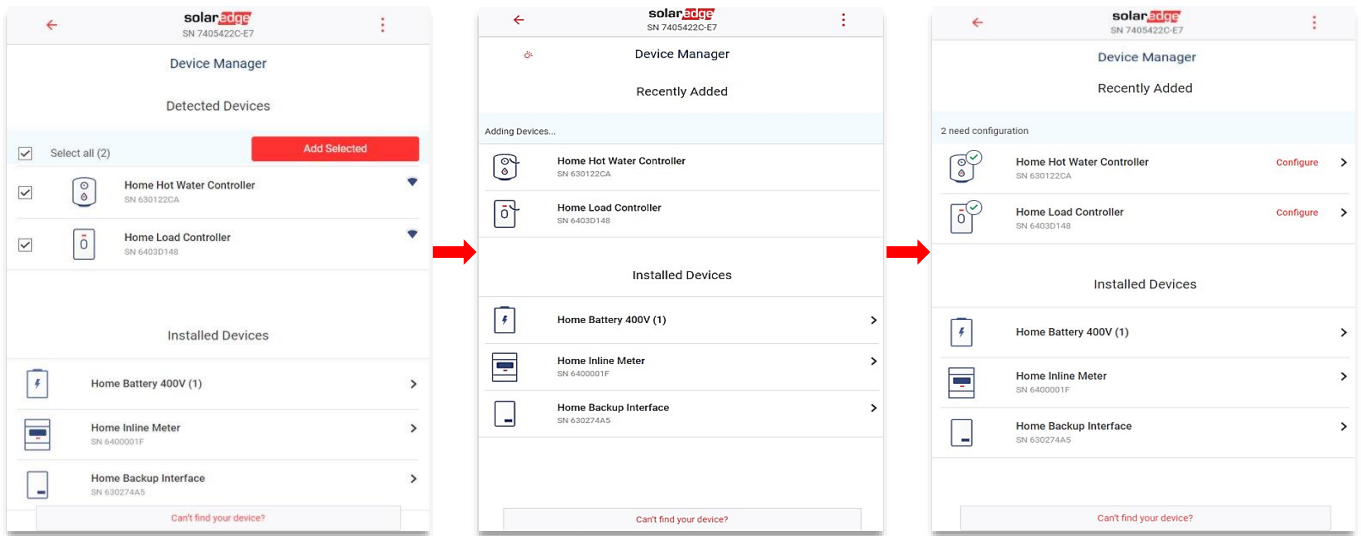 solaredge
SN 7405422C-E7
Device Manager
Detected Devices
Select all (2)
Add Selected
Home Hot Water Controller
SN 630122CA
Home Load Controller
SN 6403D148
Installed Devices
Home Battery 400V (1)
Home Inline Meter
SN 6400001F
Home Backup Interface
SN 630274A5
Can't find your device?
solaredge
SN 7405422C-E7
Device Manager
Recently Added
Adding Devices...
Home Hot Water Controller
SN 630122CA
Home Load Controller
SN 6403D148
Installed Devices
Home Battery 400V (1)
Home Inline Meter
SN 6400001F
Home Backup Interface
SN 630274A5
Can't find your device?
solaredge
SN 7405422C-E7
Device Manager
Recently Added
2 need configuration
Home Hot Water Controller
SN 630122CA
Configure
Home Load Controller
SN 6403D148
Configure
Installed Devices
Home Battery 400V (1)
Home Inline Meter
SN 6400001F
Home Backup Interface
SN 630274A5
Can't find your device?